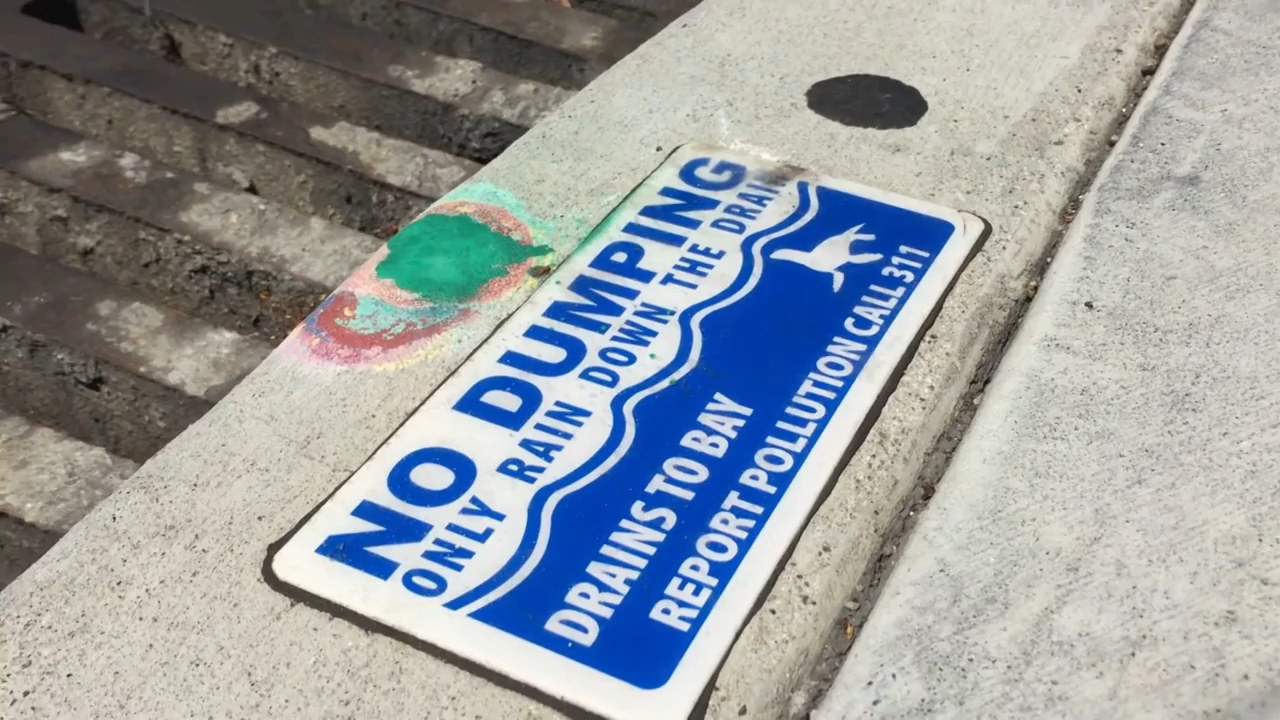 NO DUMPING
ONLY RAIN DOWN THE DRAIN
DRAINS TO BAY
REPORT POLLUTION CALL 311